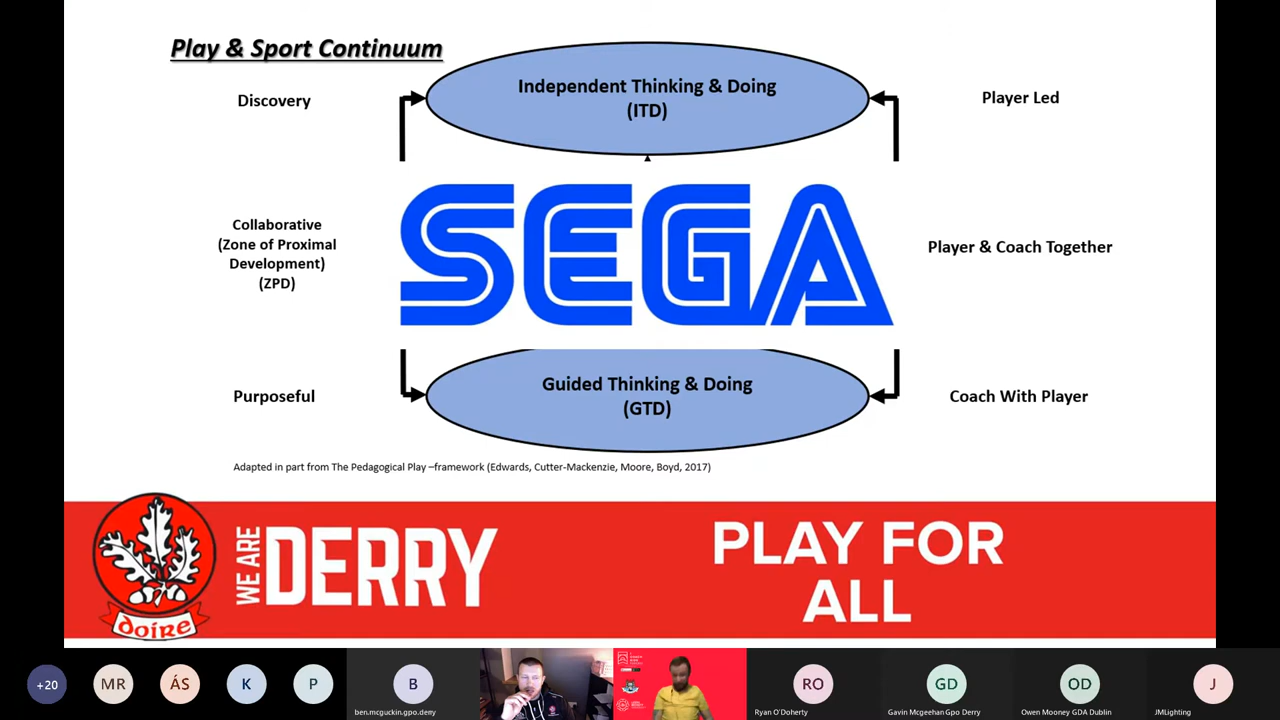 Play & Sport Continuum
Independent Thinking & Doing
(ITD)
Discovery
Player Led
SEGA
Collaborative
(Zone of Proximal
Development)
(ZPD)
Player & Coach Together
Guided Thinking & Doing
(GTD)
Purposeful
Coach With Player
Adapted in part from The Pedagogical Play –framework (Edwards, Cutter-Mackenzie, Moore, Boyd, 2017)
doire
WE ARE
DERRY
PLAY FOR
ALL
+20
MR
ÁS
K
P
B
ben.mcguckin.gpo.derry
RO
Ryan O'Doherty
GD
Gavin Mcgeehan Gpo Derry
OD
Owen Mooney GDA Dublin
J
JMLighting